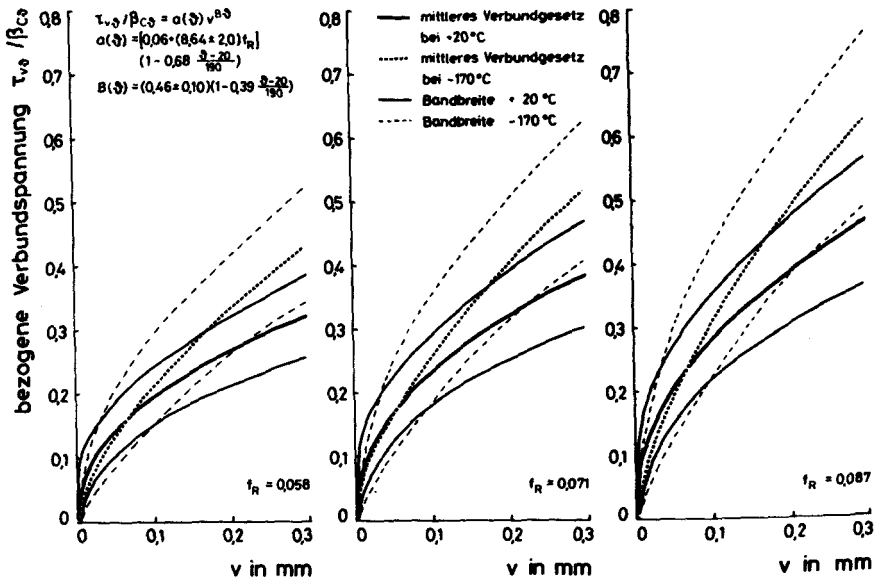 bezogene Verbundspannung τvϑ /βCϑ
τvϑ/βCϑ = a(ϑ) v^B·ϑ
a(ϑ) = [0,06+(8,64±2,0)fR]
(1-0,68 (ϑ-20)/190)
B(ϑ) = (0,46±0,10)(1-0,39 (ϑ-20)/190)
mittleres Verbundgesetz
bei +20°C
mittleres Verbundgesetz
bei -170°C
Bandbreite + 20°C
Bandbreite -170°C
0,8
0,7
0,6
0,5
0,4
0,3
0,2
0,1
0
fR = 0,058
0 0,1 0,2 0,3
v in mm
0,8
0,7
0,6
0,5
0,4
0,3
0,2
0,1
0
fR = 0,071
0 0,1 0,2 0,3
v in mm
0,8
0,7
0,6
0,5
0,4
0,3
0,2
0,1
0
fR = 0,087
0 0,1 0,2 0,3
v in mm